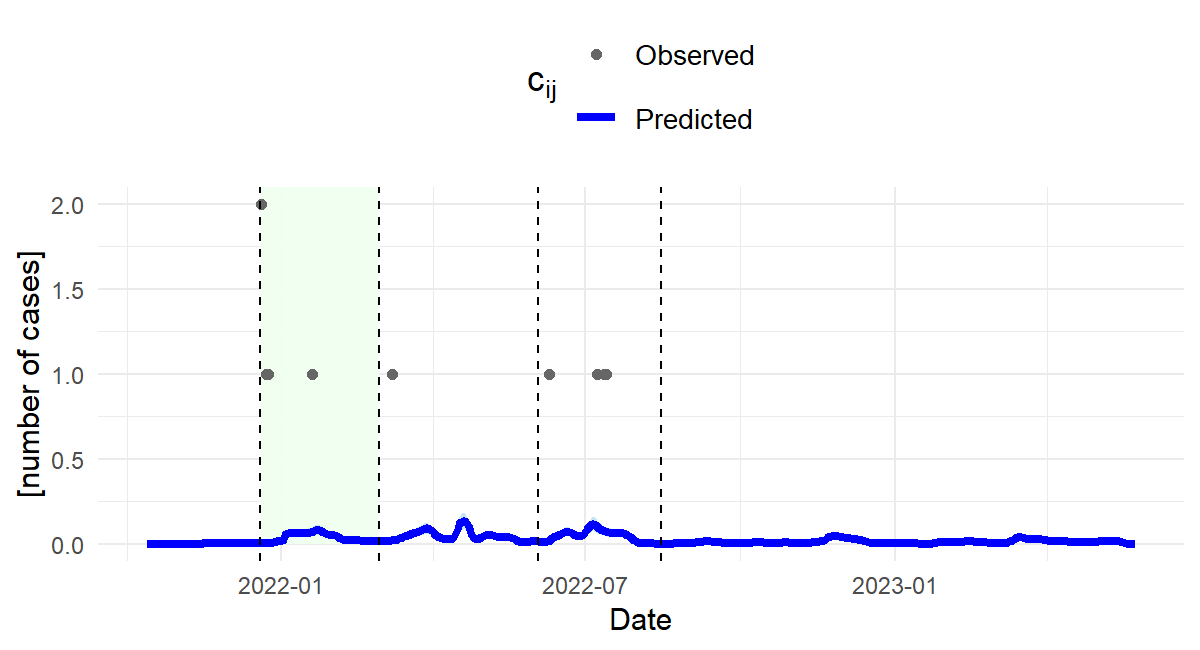 c_ij
Observed
Predicted
[number of cases]
2.0
1.5
1.0
0.5
0.0
2022-01 2022-07 2023-01
Date